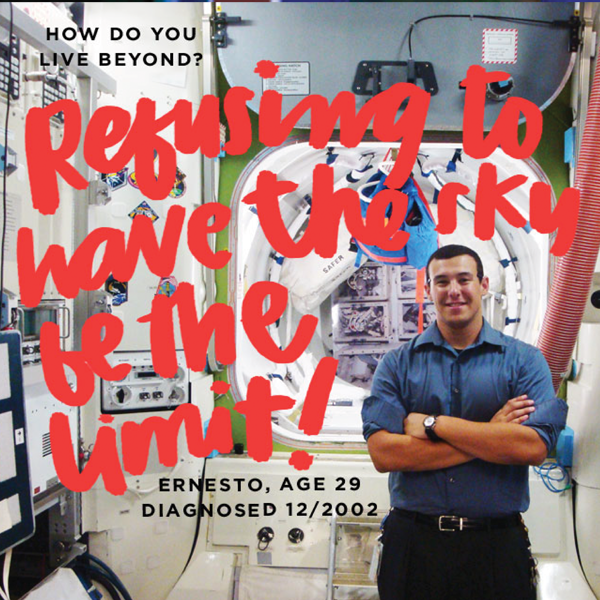 HOW DO YOU
LIVE BEYOND?
Refusing to
have the sky
be the
limit!
SAFER
ERNESTO, AGE 29
DIAGNOSED 12/2002